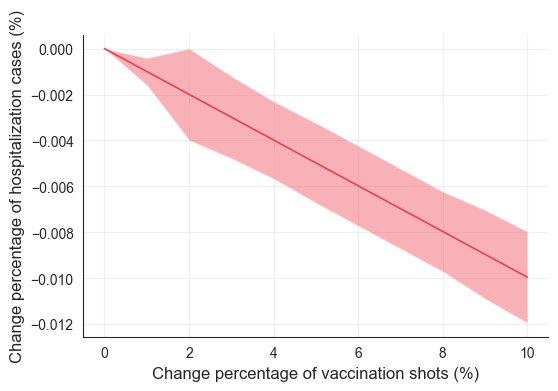 Change percentage of hospitalization cases (%)
0.000
−0.002
−0.004
−0.006
−0.008
−0.010
−0.012
0 2 4 6 8 10
Change percentage of vaccination shots (%)